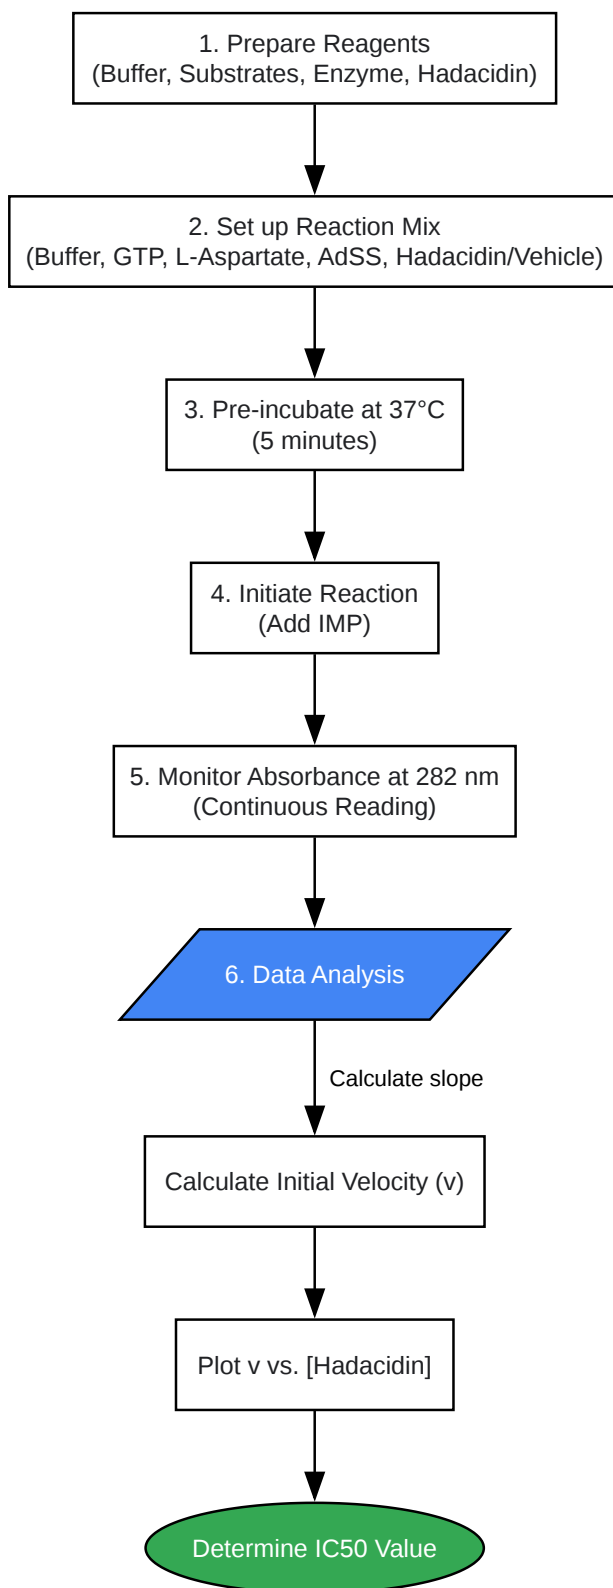 1. Prepare Reagents
(Buffer, Substrates, Enzyme, Hadacidin)
2. Set up Reaction Mix
(Buffer, GTP, L-Aspartate, AdSS, Hadacidin/Vehicle)
3. Pre-incubate at 37°C
(5 minutes)
4. Initiate Reaction
(Add IMP)
5. Monitor Absorbance at 282 nm
(Continuous Reading)
6. Data Analysis
Calculate slope
Calculate Initial Velocity (v)
Plot v vs. [Hadacidin]
Determine IC50 Value